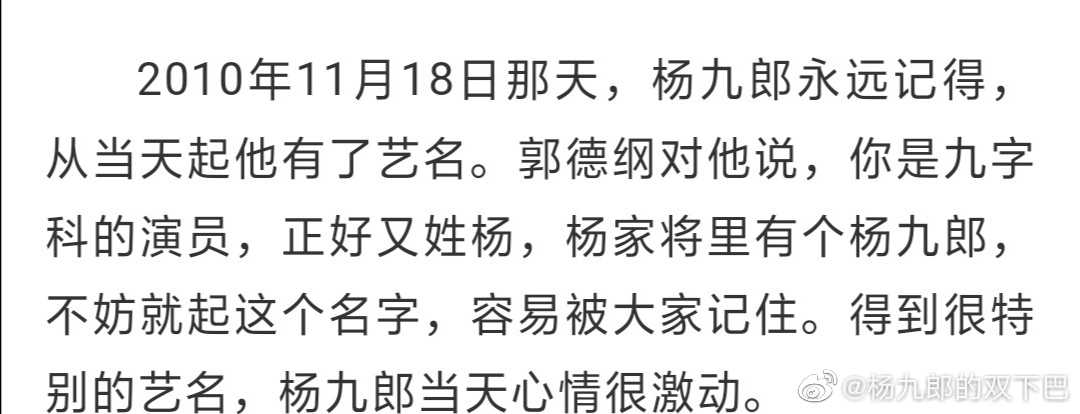 2010年11月18日那天，杨九郎永远记得，
从当天起他有了艺名。郭德纲对他说，你是九字
科的演员，正好又姓杨，杨家将里有个杨九郎，
不妨就起这个名字，容易被大家记住。得到很特
别的艺名，杨九郎当天心情很激动。
@杨九郎的双下巴